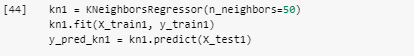 [44] kn1 = KNeighborsRegressor(n_neighbors=50)
kn1.fit(X_train1, y_train1)
y_pred_kn1 = kn1.predict(X_test1)